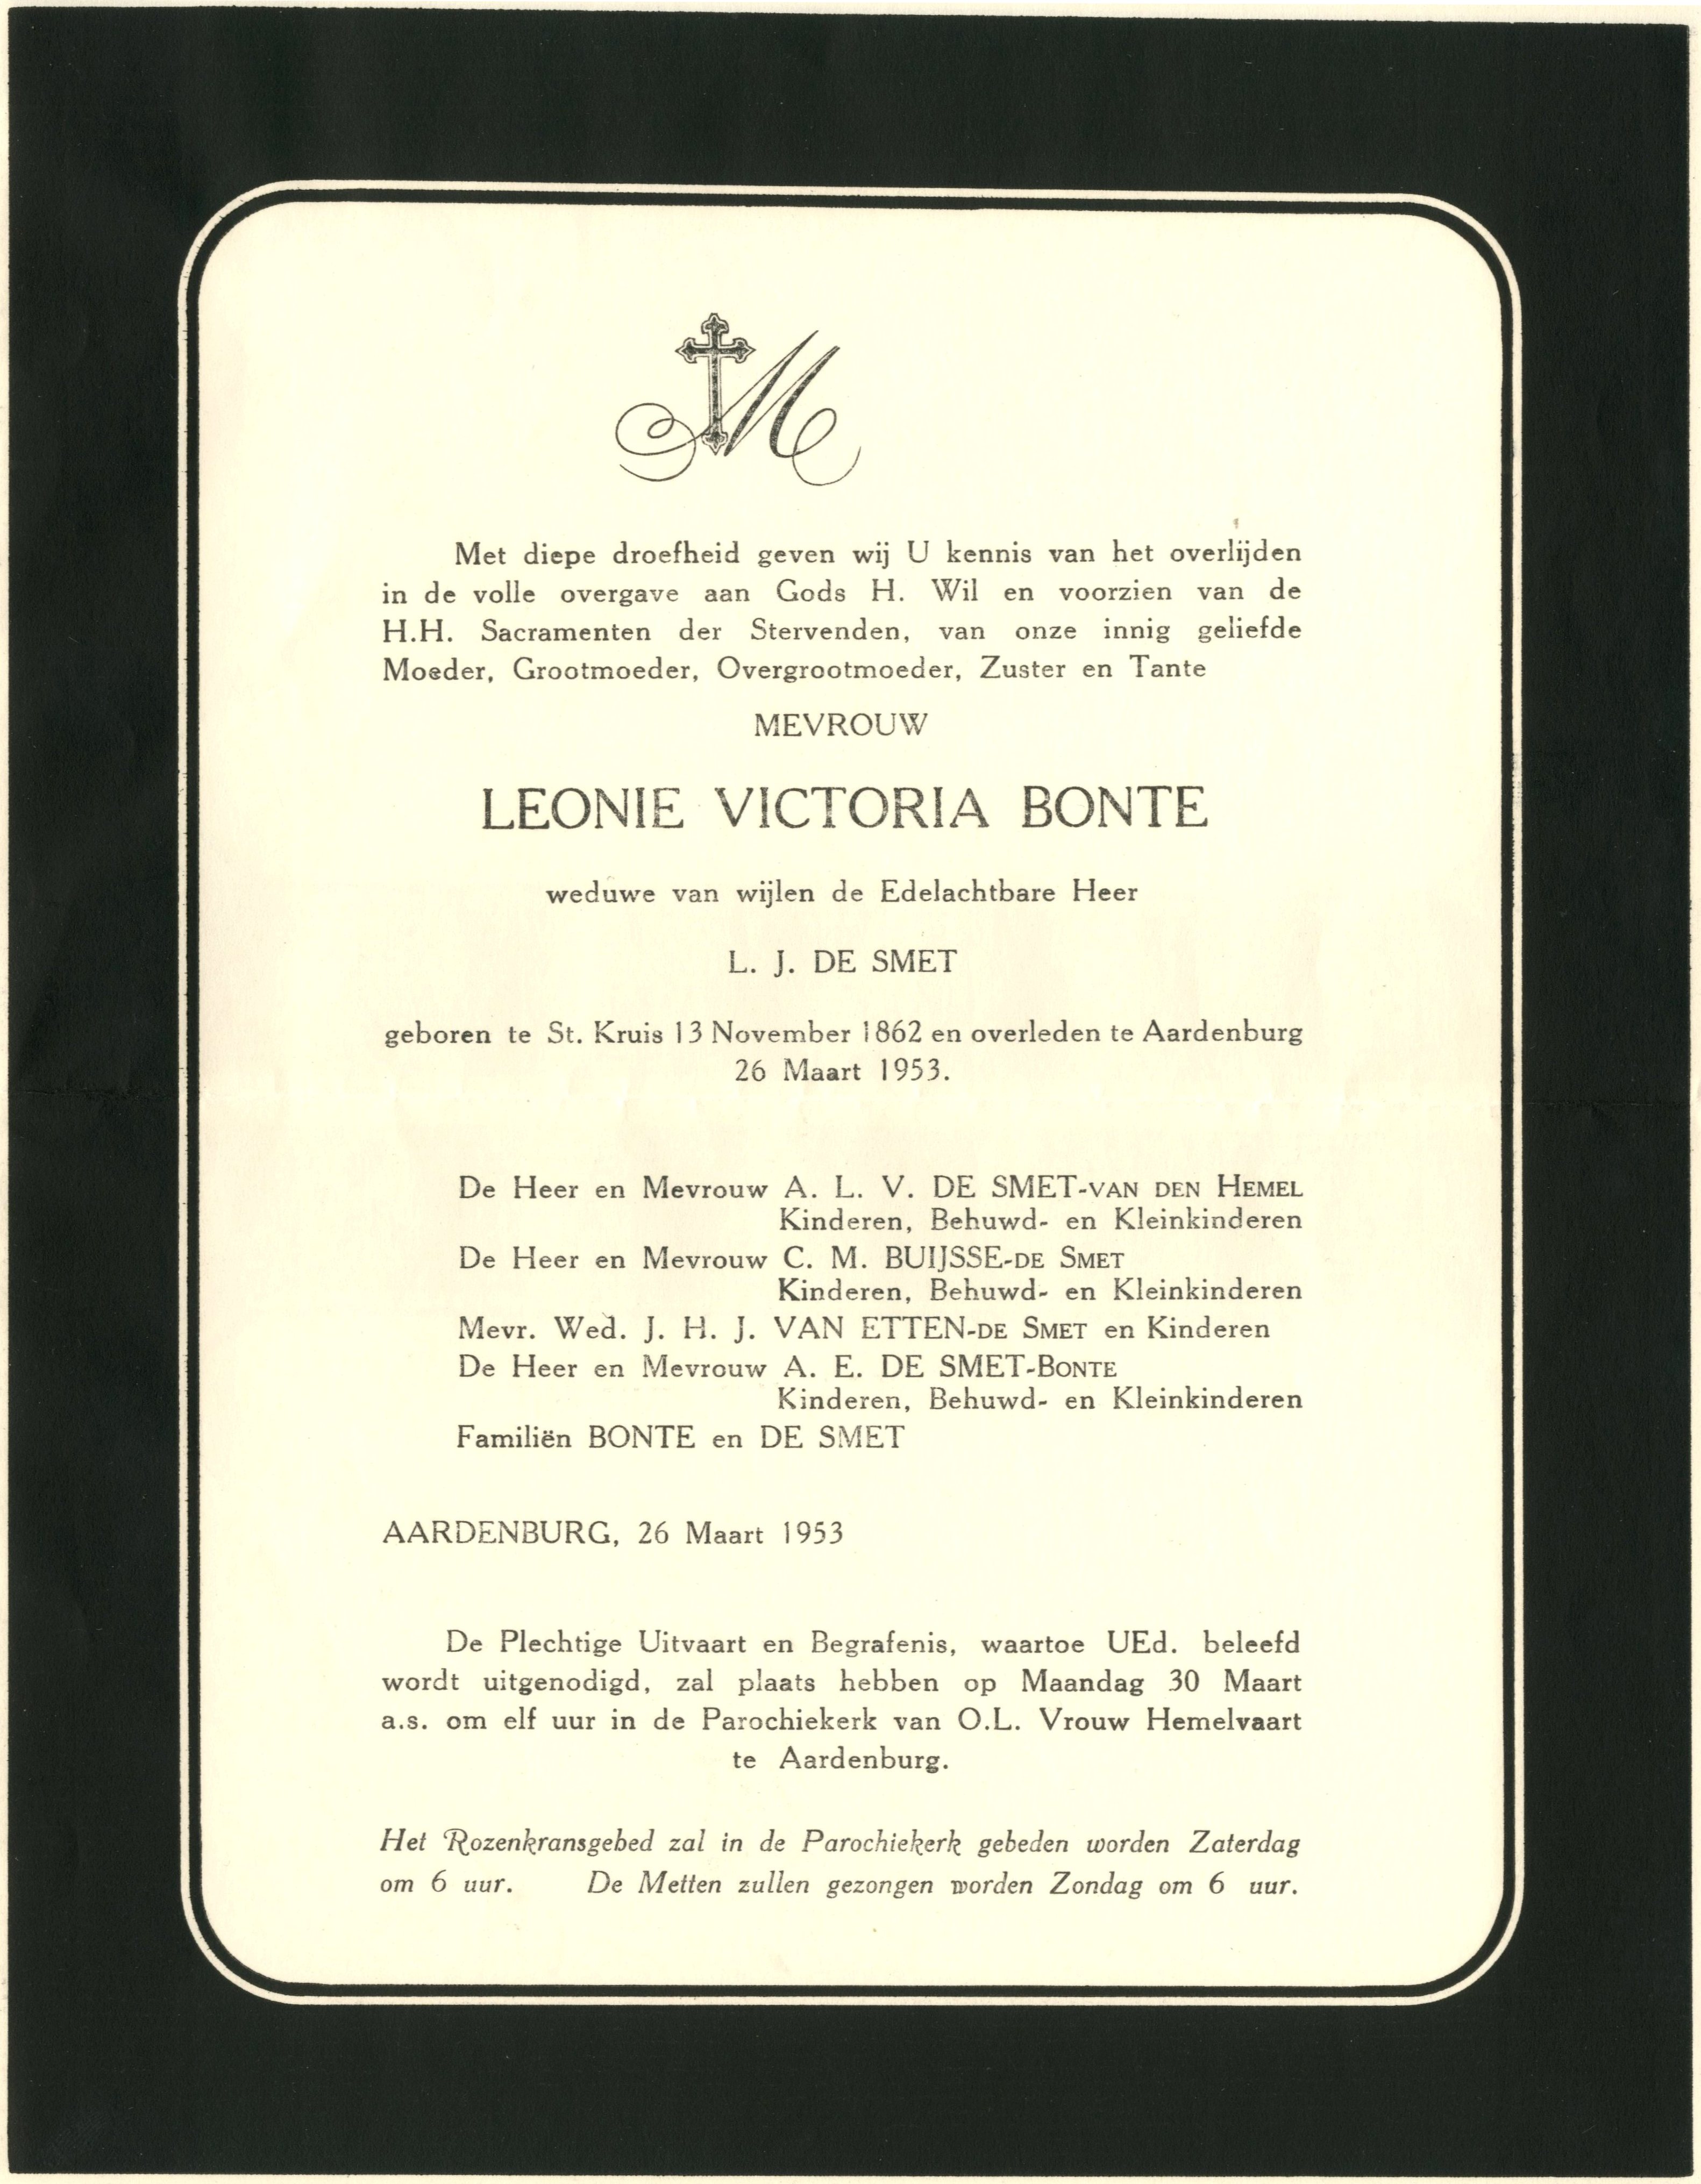 M
Met diepe droefheid geven wij U kennis van het overlijden
in de volle overgave aan Gods H. Wil en voorzien van de
H.H. Sacramenten der Stervenden, van onze innig geliefde
Moeder, Grootmoeder, Overgrootmoeder, Zuster en Tante
MEVROUW
LEONIE VICTORIA BONTE
weduwe van wijlen de Edelachtbare Heer
L. J. DE SMET
geboren te St. Kruis 13 November 1862 en overleden te Aardenburg
26 Maart 1953.
De Heer en Mevrouw A. L. V. DE SMET-VAN DEN HEMEL
Kinderen, Behuwd- en Kleinkinderen
De Heer en Mevrouw C. M. BUIJSSE-DE SMET
Kinderen, Behuwd- en Kleinkinderen
Mevr. Wed. J. H. J. VAN ETTEN-DE SMET en Kinderen
De Heer en Mevrouw A. E. DE SMET-BONTE
Kinderen, Behuwd- en Kleinkinderen
Familiën BONTE en DE SMET
AARDENBURG, 26 Maart 1953
De Plechtige Uitvaart en Begrafenis, waartoe UEd. beleefd
wordt uitgenodigd, zal plaats hebben op Maandag 30 Maart
a.s. om elf uur in de Parochiekerk van O.L. Vrouw Hemelvaart
te Aardenburg.
Het Rozenkransgebed zal in de Parochiekerk gebeden worden Zaterdag
om 6 uur. De Metten zullen gezongen worden Zondag om 6 uur.